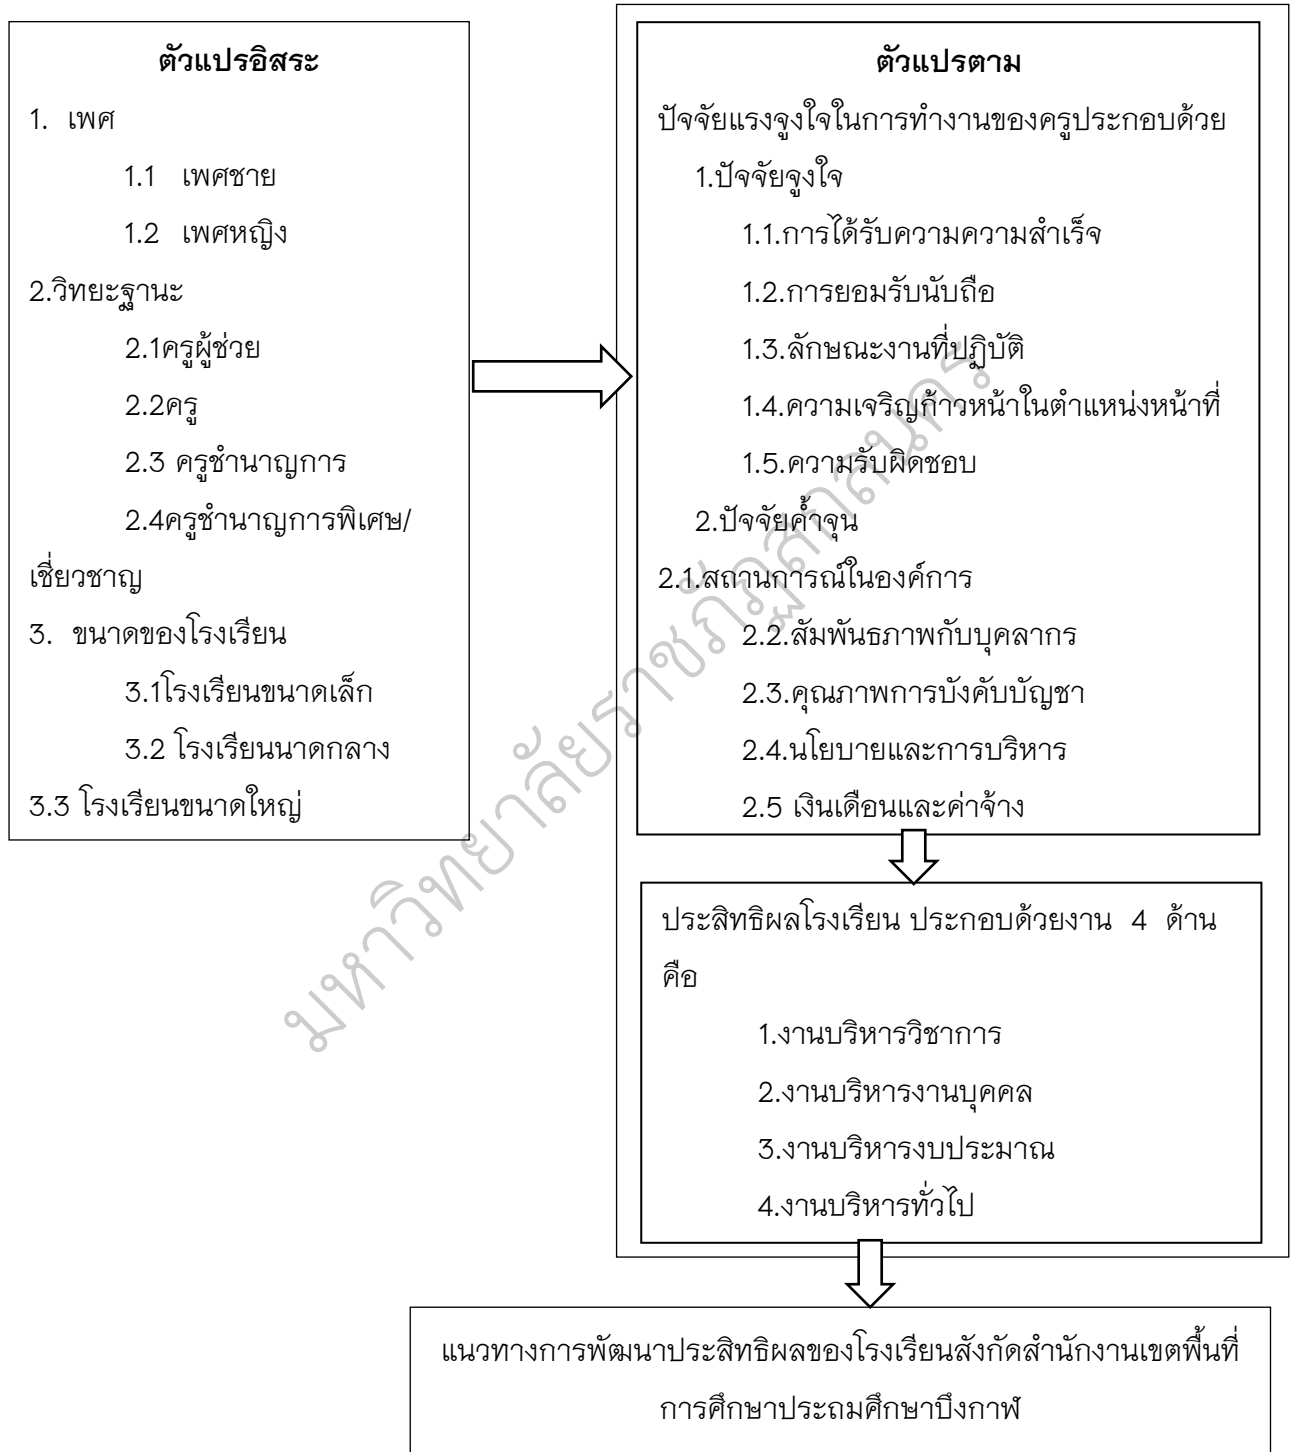 ตัวแปรอิสระ
1. เพศ
1.1 เพศชาย
1.2 เพศหญิง
2.วิทยะฐานะ
2.1ครูผู้ช่วย
2.2ครู
2.3 ครูชำนาญการ
2.4ครูชำนาญการพิเศษ/
เชี่ยวชาญ
3. ขนาดของโรงเรียน
3.1โรงเรียนขนาดเล็ก
3.2 โรงเรียนนาดกลาง
3.3 โรงเรียนขนาดใหญ่
ตัวแปรตาม
ปัจจัยแรงจูงใจในการทำงานของครูประกอบด้วย
1.ปัจจัยจูงใจ
1.1.การได้รับความความสำเร็จ
1.2.การยอมรับนับถือ
1.3.ลักษณะงานที่ปฏิบัติ
1.4.ความเจริญก้าวหน้าในตำแหน่งหน้าที่
1.5.ความรับผิดชอบ
2.ปัจจัยค้ำจุน
2.1.สถานการณ์ในองค์การ
2.2.สัมพันธภาพกับบุคลากร
2.3.คุณภาพการบังคับบัญชา
2.4.นโยบายและการบริหาร
2.5 เงินเดือนและค่าจ้าง
ประสิทธิผลโรงเรียน ประกอบด้วยงาน 4 ด้าน
คือ
1.งานบริหารวิชาการ
2.งานบริหารงานบุคคล
3.งานบริหารงบประมาณ
4.งานบริหารทั่วไป
แนวทางการพัฒนาประสิทธิผลของโรงเรียนสังกัดสำนักงานเขตพื้นที่
การศึกษาประถมศึกษาบึงกาฬ
มหาวิทยาลัยราชภัฏสกลนคร